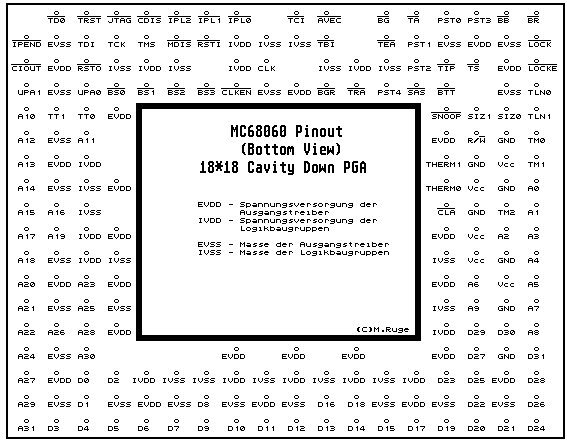 TDO TRST JTAG CDIS IPL2 IPL1 IPL0 TCI AVEC BG TA PST0 PST3 BB BR
IPEND EVSS TDI TCK TMS MDIS RSTI IVDD IVSS IVSS TBI TEA PST1 EVSS EVDD EVSS LOCK
CIOUT EVDD RSTO IVSS IVDD IVSS IVDD CLK IVSS IVDD IVSS PST2 TIP TS EVDD LOCKE
UPA1 EVSS UPA0 BS0 BS1 BS2 BS3 CLKEN EVSS EVDD BGR TRA PST4 SAS BTT EVSS TLN0
A10 TT1 TT0 EVDD SNOOP SIZ1 SIZ0 TLN1
MC68060 Pinout
(Bottom View)
18*18 Cavity Down PGA
A12 EVSS A11 EVDD R/W GND TM0
A13 EVDD IVDD THERM1 GND Vcc TM1
A14 EVSS IVSS EVDD THERM0 Vcc GND A0
EVDD - Spannungsversorgung der
Ausgangstreiber
IVDD - Spannungsversorgung der
Logikbaugruppen
A15 A16 IVSS CLA GND TM2 A1
A17 A19 IVDD EVDD EVDD Vcc A2 A3
EVSS - Masse der Ausgangstreiber
IVSS - Masse der Logikbaugruppen
A18 EVSS IVDD IVSS IVSS Vcc GND A4
A20 EVDD A23 EVDD EVDD A6 Vcc A5
A21 EVSS A25 EVSS IVSS A9 GND A7
A22 A26 A28 EVDD IVDD D29 D30 A8
(C)M.Ruge
A24 EVSS A30 EVDD EVDD EVDD EVDD D27 GND D31
A27 EVDD D0 D2 IVDD IVSS IVSS IVDD IVSS IVDD IVSS IVDD IVSS IVDD D23 D25 EVDD D28
A29 EVSS D1 EVSS EVDD EVSS D8 EVSS EVDD EVSS D16 D18 EVSS EVDD EVSS D22 EVSS D26
A31 D3 D4 D5 D6 D7 D9 D10 D11 D12 D13 D14 D15 D17 D19 D20 D21 D24